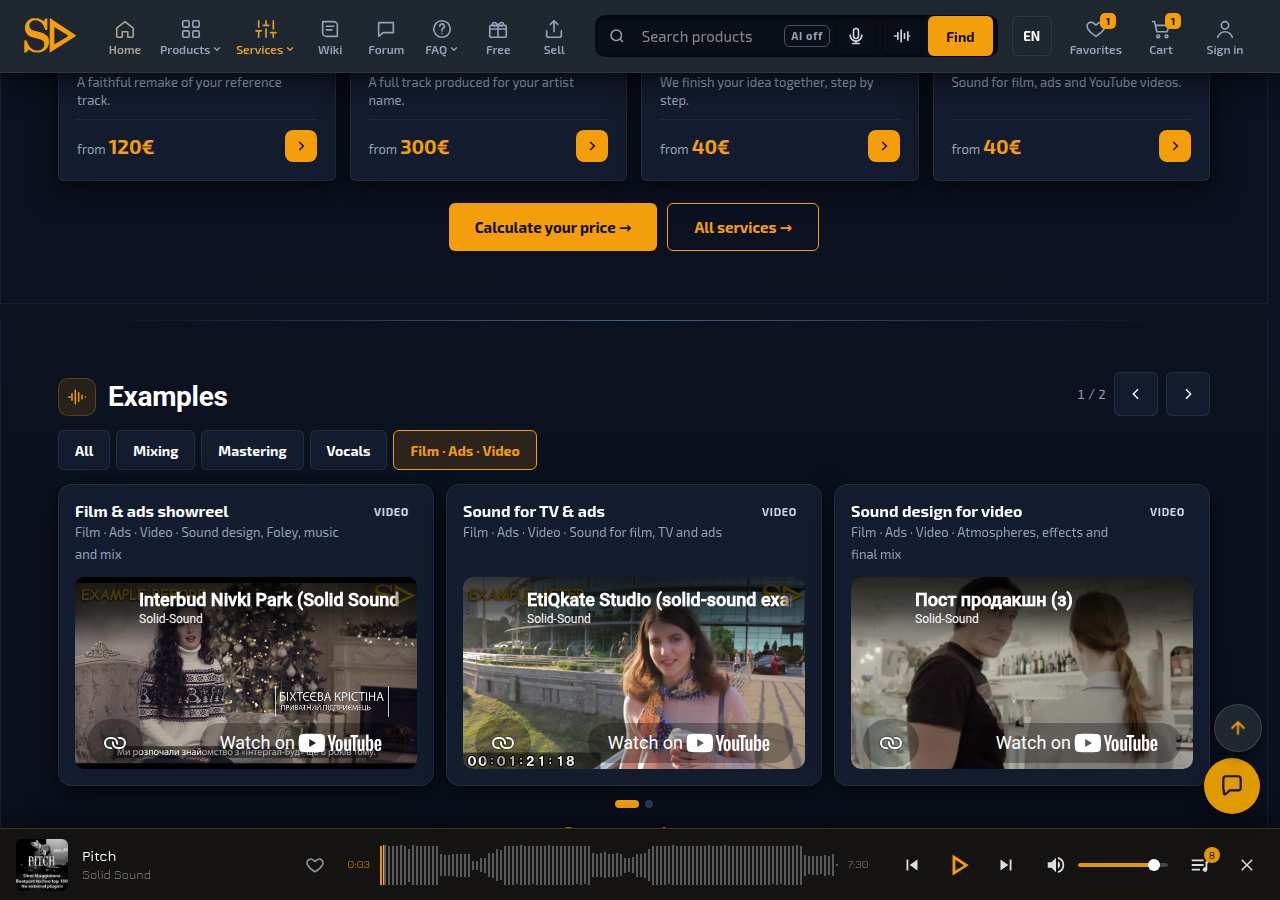 Home
Products
Services
Wiki
Forum
FAQ
Free
Sell
Search products
AI off
Find
EN
1
Favorites
1
Cart
Sign in
A faithful remake of your reference
track.
from 120€
A full track produced for your artist
name.
from 300€
We finish your idea together, step by
step.
from 40€
Sound for film, ads and YouTube videos.
from 40€
Calculate your price →
All services →
Examples
1 / 2
All
Mixing
Mastering
Vocals
Film · Ads · Video
Film & ads showreel
VIDEO
Film · Ads · Video · Sound design, Foley, music
and mix
Interbud Nivki Park (Solid Sound
Solid-Sound
БІХТЄЄВА КРІСТІНА
ПРИВАТНИЙ ПІДПРИЄМЕЦЬ
Watch on YouTube
Sound for TV & ads
VIDEO
Film · Ads · Video · Sound for film, TV and ads
EtiQkate Studio (solid-sound exa
Solid-Sound
Watch on YouTube
00:01:21:18
Sound design for video
VIDEO
Film · Ads · Video · Atmospheres, effects and
final mix
Пост продакшн (з)
Solid-Sound
Watch on YouTube
PITCH
Pitch
Solid Sound
0:03
7:30
8